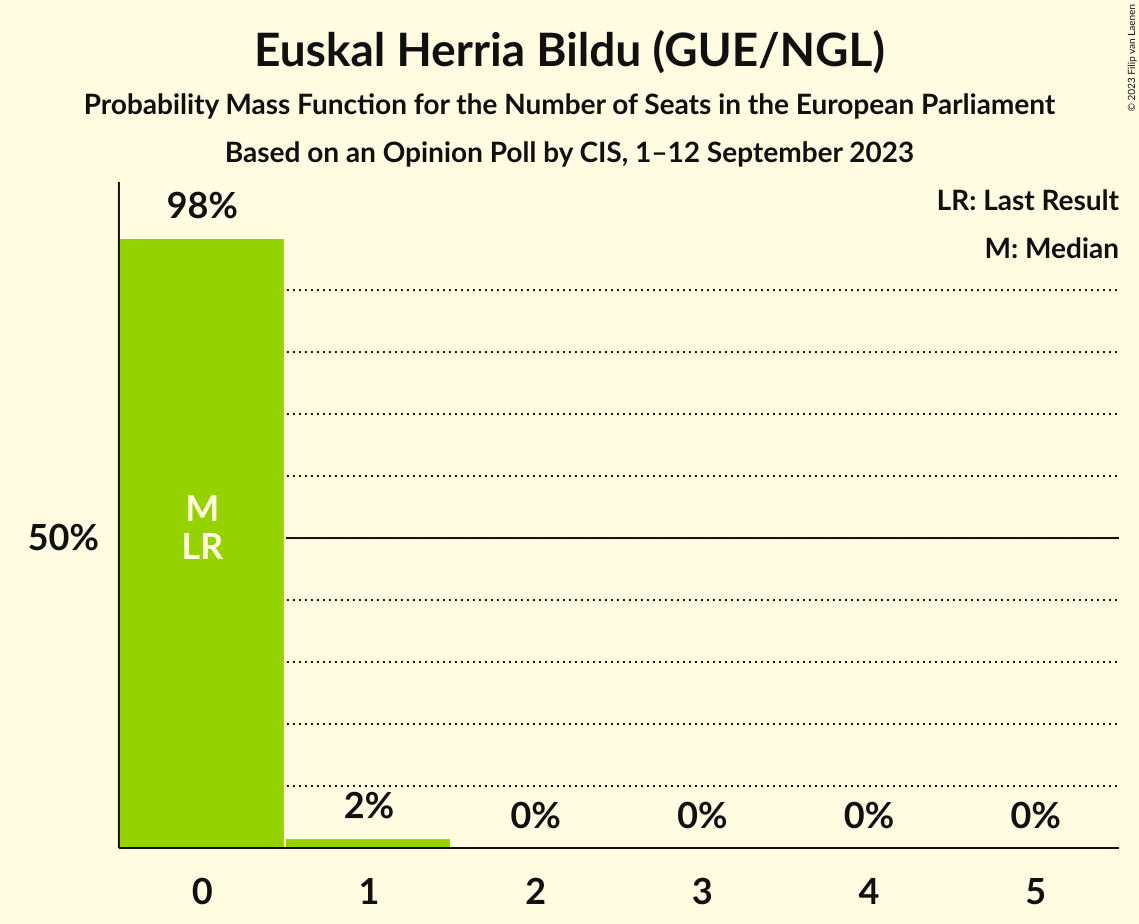 Euskal Herria Bildu (GUE/NGL)
Probability Mass Function for the Number of Seats in the European Parliament
Based on an Opinion Poll by CIS, 1–12 September 2023
© 2023 Filip van Laenen
LR: Last Result
M: Median
98%
50%
M
LR
2%
0%
0%
0%
0%
0
1
2
3
4
5